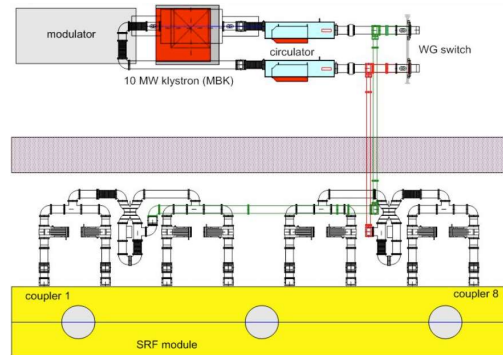 modulator
circulator
WG switch
10 MW klystron (MBK)
coupler 1
coupler 8
SRF module